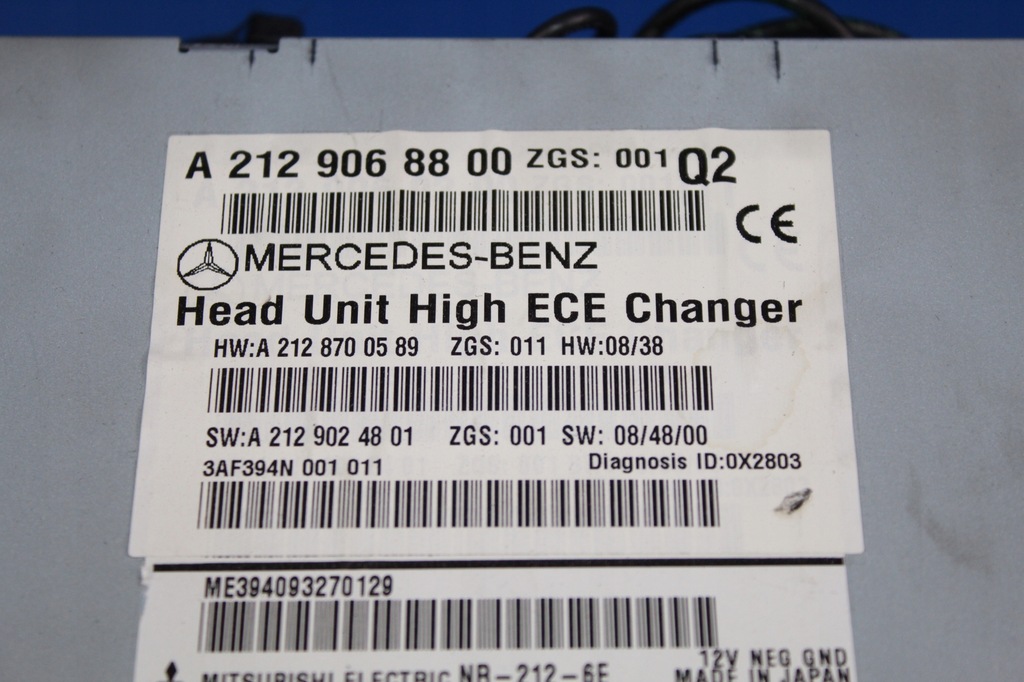 A 212 906 88 00 ZGS: 001 Q2
CE
MERCEDES-BENZ
Head Unit High ECE Changer
HW:A 212 870 05 89 ZGS: 011 HW:08/38
SW:A 212 902 48 01 ZGS: 001 SW: 08/48/00
3AF394N 001 011 Diagnosis ID:0X2803
ME394093270129
12V NEG GND
MITSUBISHI ELECTRIC NR-212-6E MADE IN JAPAN